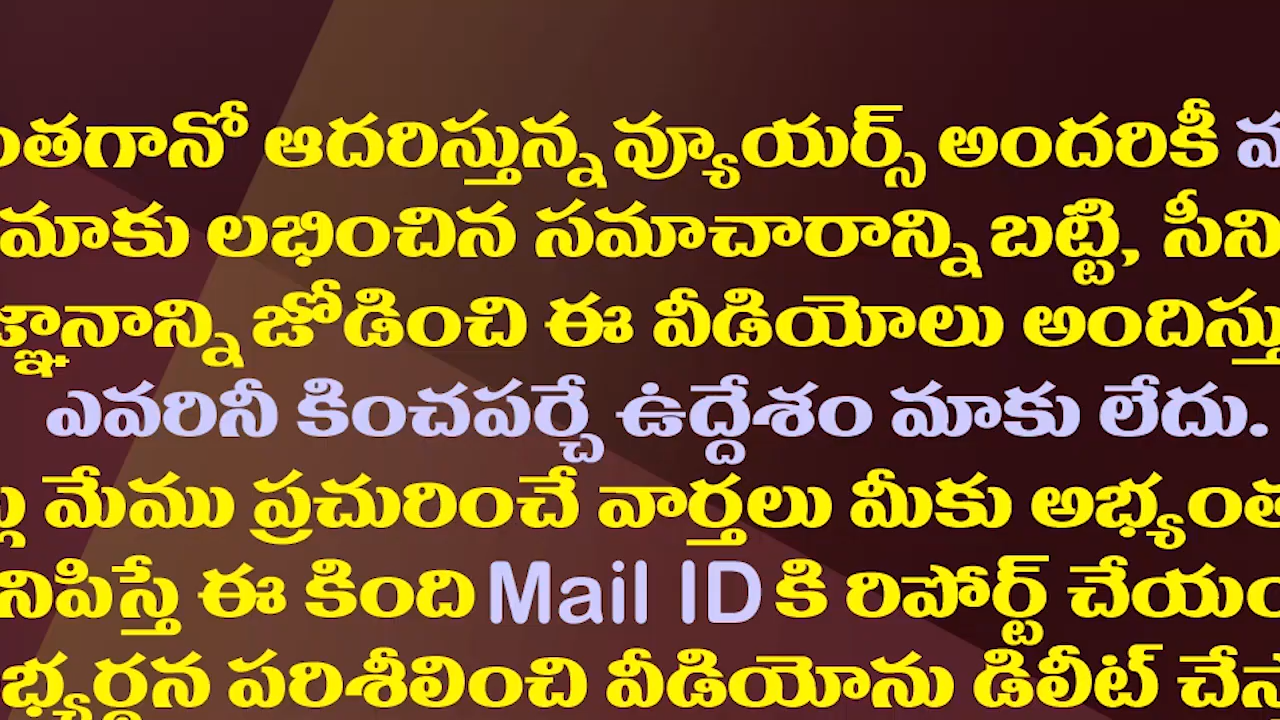 ఆదరిస్తున్న వ్యూయర్స్ అందరికీ
మాకు లభించిన సమాచారాన్ని బట్టి,
జోడించి ఈ వీడియోలు
ఎవరినీ కించపర్చే ఉద్దేశం మాకు లేదు.
మేము ప్రచురించే వార్తలు మీకు
ఈ కింది Mail ID కి రిపోర్ట్
పరిశీలించి వీడియోను డిలీట్